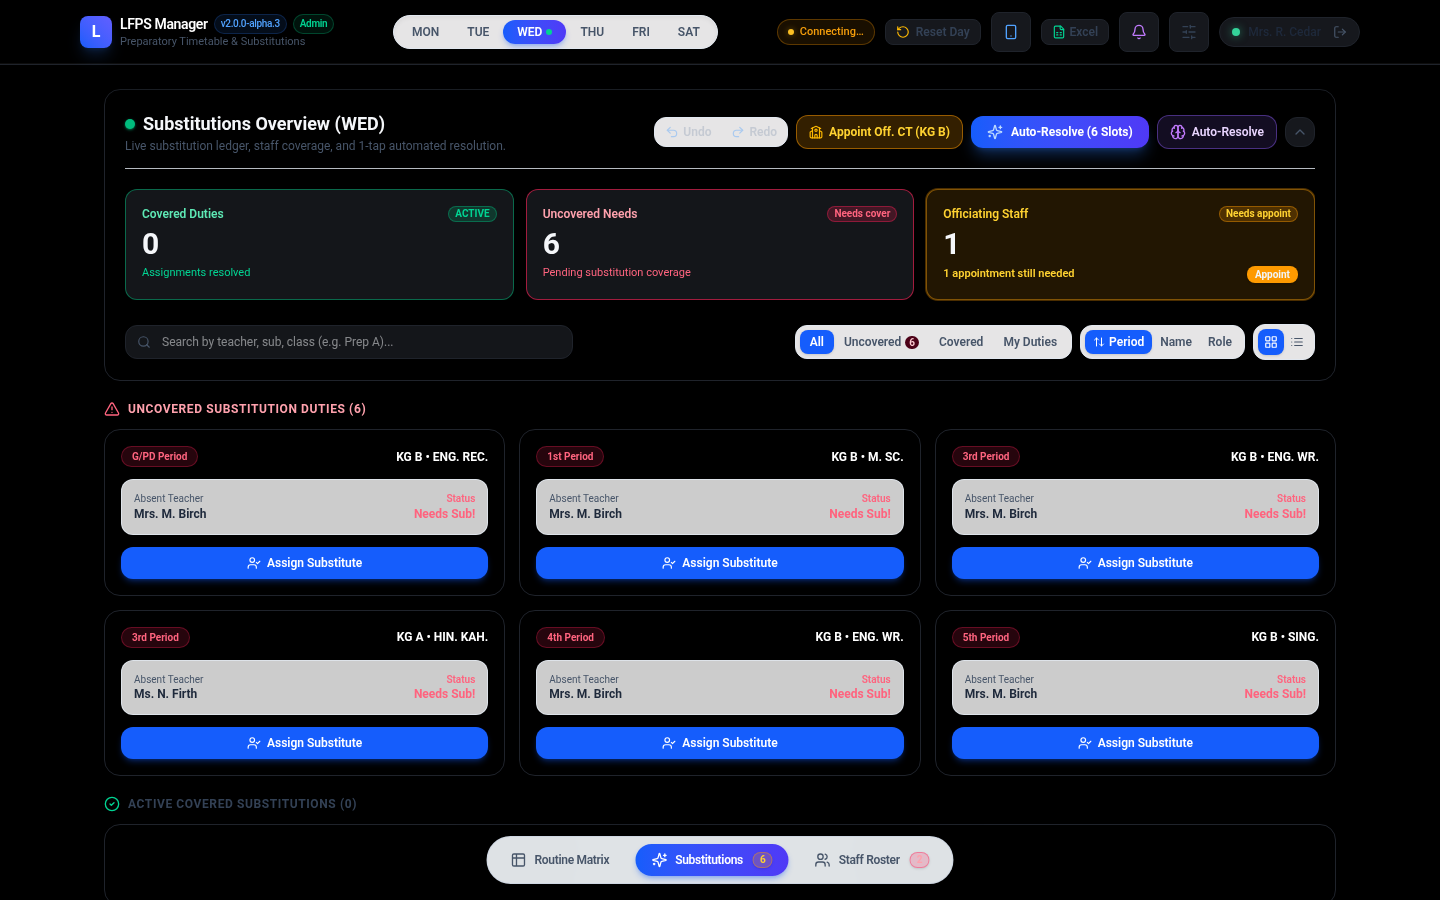 L
LFPS Manager v2.0.0-alpha.3 Admin
Preparatory Timetable & Substitutions
MON TUE WED THU FRI SAT
Connecting...
Reset Day
Excel
Mrs. R. Cedar
Substitutions Overview (WED)
Live substitution ledger, staff coverage, and 1-tap automated resolution.
Undo Redo
Appoint Off. CT (KG B)
Auto-Resolve (6 Slots)
Auto-Resolve
Covered Duties ACTIVE
0
Assignments resolved
Uncovered Needs Needs cover
6
Pending substitution coverage
Officiating Staff Needs appoint
1
1 appointment still needed Appoint
Search by teacher, sub, class (e.g. Prep A)...
All Uncovered 6 Covered My Duties
Period Name Role
UNCOVERED SUBSTITUTION DUTIES (6)
G/PD Period KG B • ENG. REC.
Absent Teacher Status
Mrs. M. Birch Needs Sub!
Assign Substitute
1st Period KG B • M. SC.
Absent Teacher Status
Mrs. M. Birch Needs Sub!
Assign Substitute
3rd Period KG B • ENG. WR.
Absent Teacher Status
Mrs. M. Birch Needs Sub!
Assign Substitute
3rd Period KG A • HIN. KAH.
Absent Teacher Status
Ms. N. Firth Needs Sub!
Assign Substitute
4th Period KG B • ENG. WR.
Absent Teacher Status
Mrs. M. Birch Needs Sub!
Assign Substitute
5th Period KG B • SING.
Absent Teacher Status
Mrs. M. Birch Needs Sub!
Assign Substitute
ACTIVE COVERED SUBSTITUTIONS (0)
Routine Matrix
Substitutions 6
Staff Roster